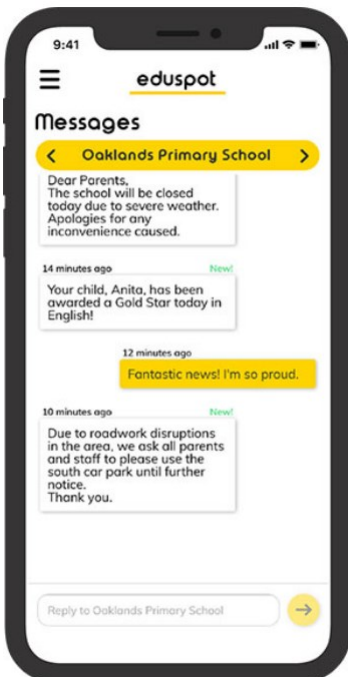 9:41
eduspot
Messages
Oaklands Primary School
Dear Parents,
The school will be closed
today due to severe weather.
Apologies for any
inconvenience caused.
14 minutes ago New!
Your child, Anita, has been
awarded a Gold Star today in
English!
12 minutes ago
Fantastic news! I'm so proud.
10 minutes ago New!
Due to roadwork disruptions
in the area, we ask all parents
and staff to please use the
south car park until further
notice.
Thank you.
Reply to Oaklands Primary School